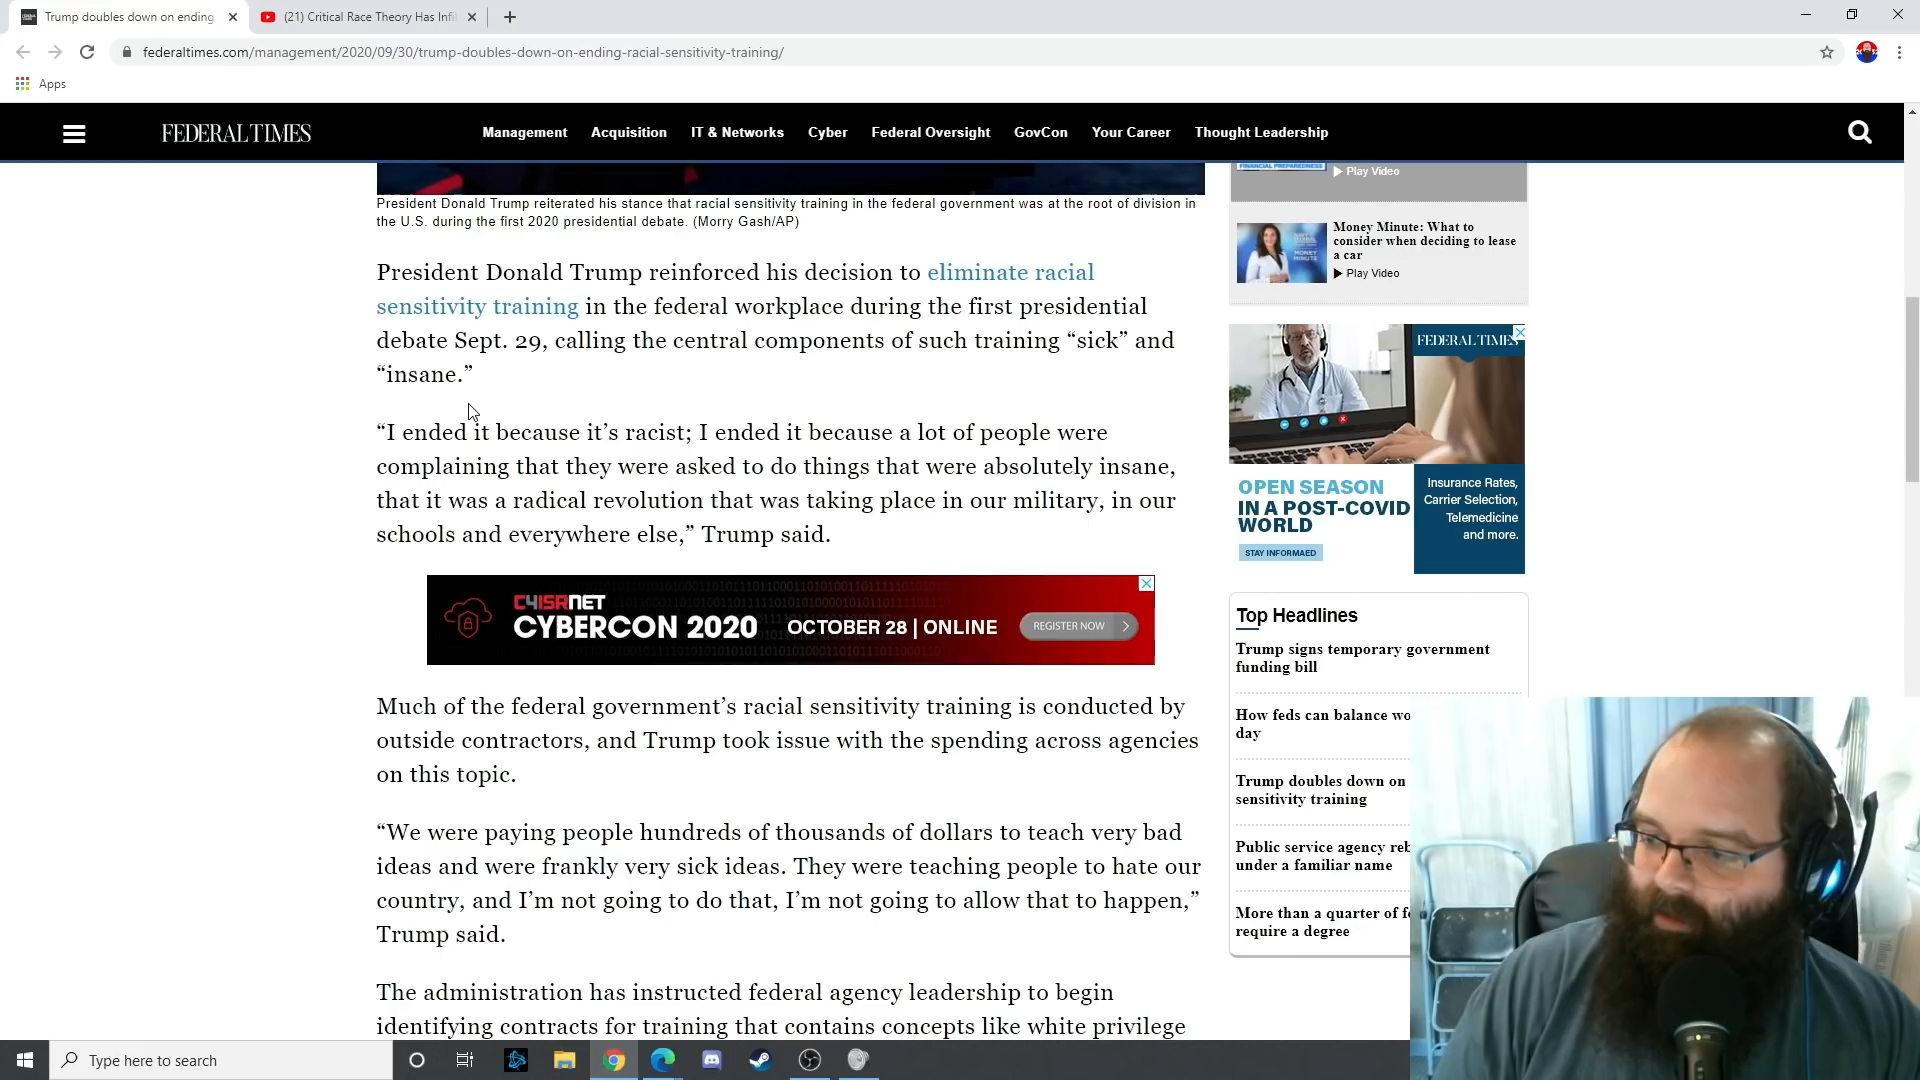 Trump doubles down on ending
(21) Critical Race Theory Has Infi
federaltimes.com/management/2020/09/30/trump-doubles-down-on-ending-racial-sensitivity-training/
Apps
FEDERAL TIMES
Management
Acquisition
IT & Networks
Cyber
Federal Oversight
GovCon
Your Career
Thought Leadership
President Donald Trump reiterated his stance that racial sensitivity training in the federal government was at the root of division in
the U.S. during the first 2020 presidential debate. (Morry Gash/AP)
President Donald Trump reinforced his decision to eliminate racial
sensitivity training in the federal workplace during the first presidential
debate Sept. 29, calling the central components of such training “sick” and
“insane.”
“I ended it because it’s racist; I ended it because a lot of people were
complaining that they were asked to do things that were absolutely insane,
that it was a radical revolution that was taking place in our military, in our
schools and everywhere else,” Trump said.
C4ISRNET
CYBERCON 2020
OCTOBER 28 | ONLINE
REGISTER NOW
Much of the federal government’s racial sensitivity training is conducted by
outside contractors, and Trump took issue with the spending across agencies
on this topic.
“We were paying people hundreds of thousands of dollars to teach very bad
ideas and were frankly very sick ideas. They were teaching people to hate our
country, and I’m not going to do that, I’m not going to allow that to happen,”
Trump said.
The administration has instructed federal agency leadership to begin
identifying contracts for training that contains concepts like white privilege
FINANCIAL PREPAREDNESS
Play Video
MONEY
MINUTE
Money Minute: What to
consider when deciding to lease
a car
Play Video
FEDERAL TIMES
OPEN SEASON
IN A POST-COVID
WORLD
STAY INFORMAED
Insurance Rates,
Carrier Selection,
Telemedicine
and more.
Top Headlines
Trump signs temporary government
funding bill
How feds can balance wo
day
Trump doubles down on
sensitivity training
Public service agency reb
under a familiar name
More than a quarter of fe
require a degree
Type here to search